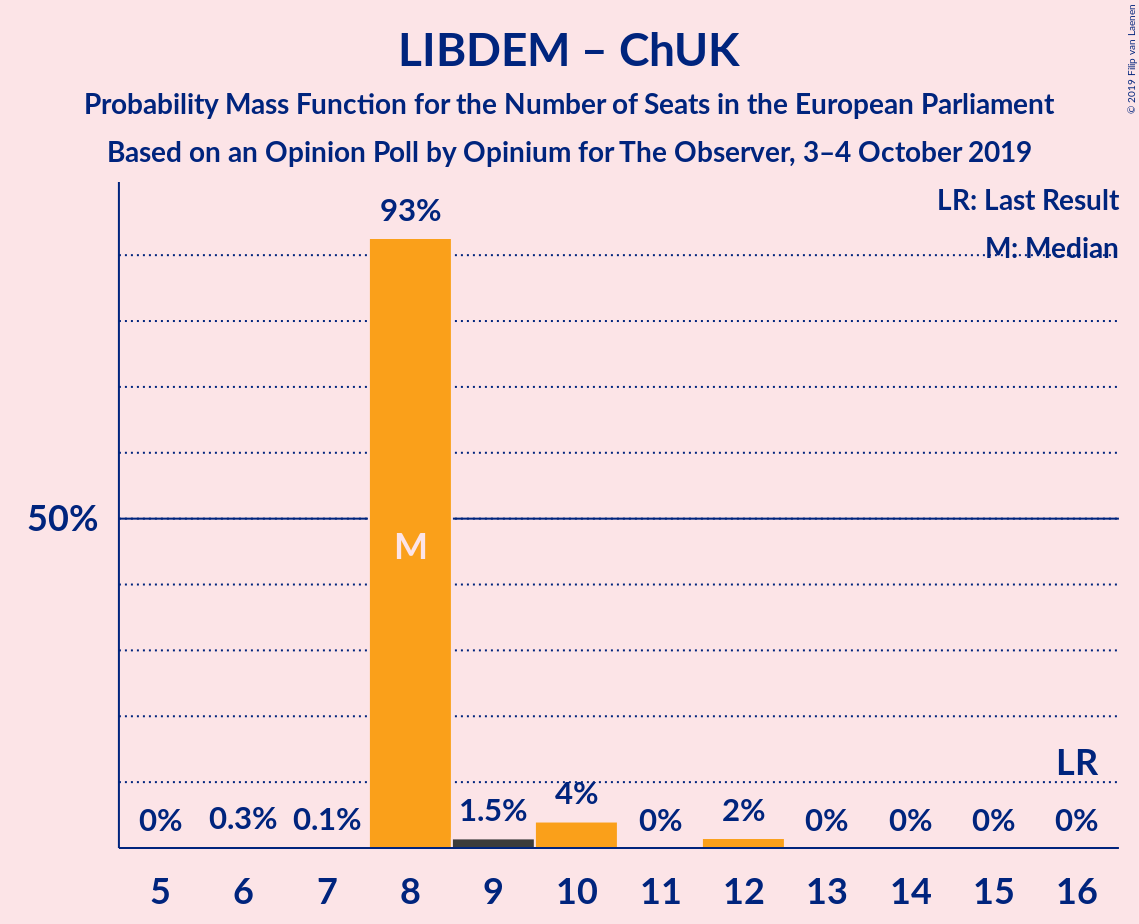 LIBDEM – ChUK
Probability Mass Function for the Number of Seats in the European Parliament
Based on an Opinion Poll by Opinium for The Observer, 3–4 October 2019
© 2019 Filip van Laenen
LR: Last Result
M: Median
93%
50%
M
LR
0% 0.3% 0.1% 1.5% 4% 0% 2% 0% 0% 0% 0%
5 6 7 8 9 10 11 12 13 14 15 16